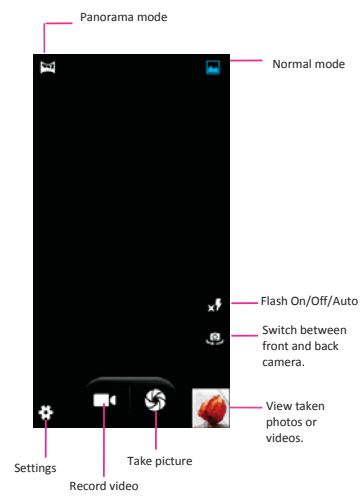 Panorama mode
Normal mode
Flash On/Off/Auto
Switch between
front and back
camera.
View taken
photos or
videos.
Take picture
Settings
Record video